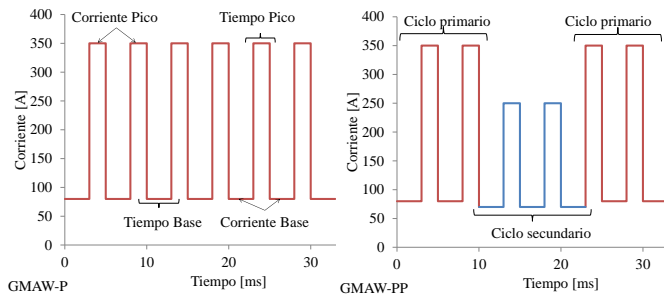 Corriente Pico
Tiempo Pico
400
350
300
250
200
150
100
50
0
Corriente [A]
Tiempo Base
Corriente Base
0
10
20
30
Tiempo [ms]
GMAW-P
Ciclo primario
Ciclo primario
400
350
300
250
200
150
100
50
0
Corriente [A]
Ciclo secundario
0
10
20
30
Tiempo [ms]
GMAW-PP